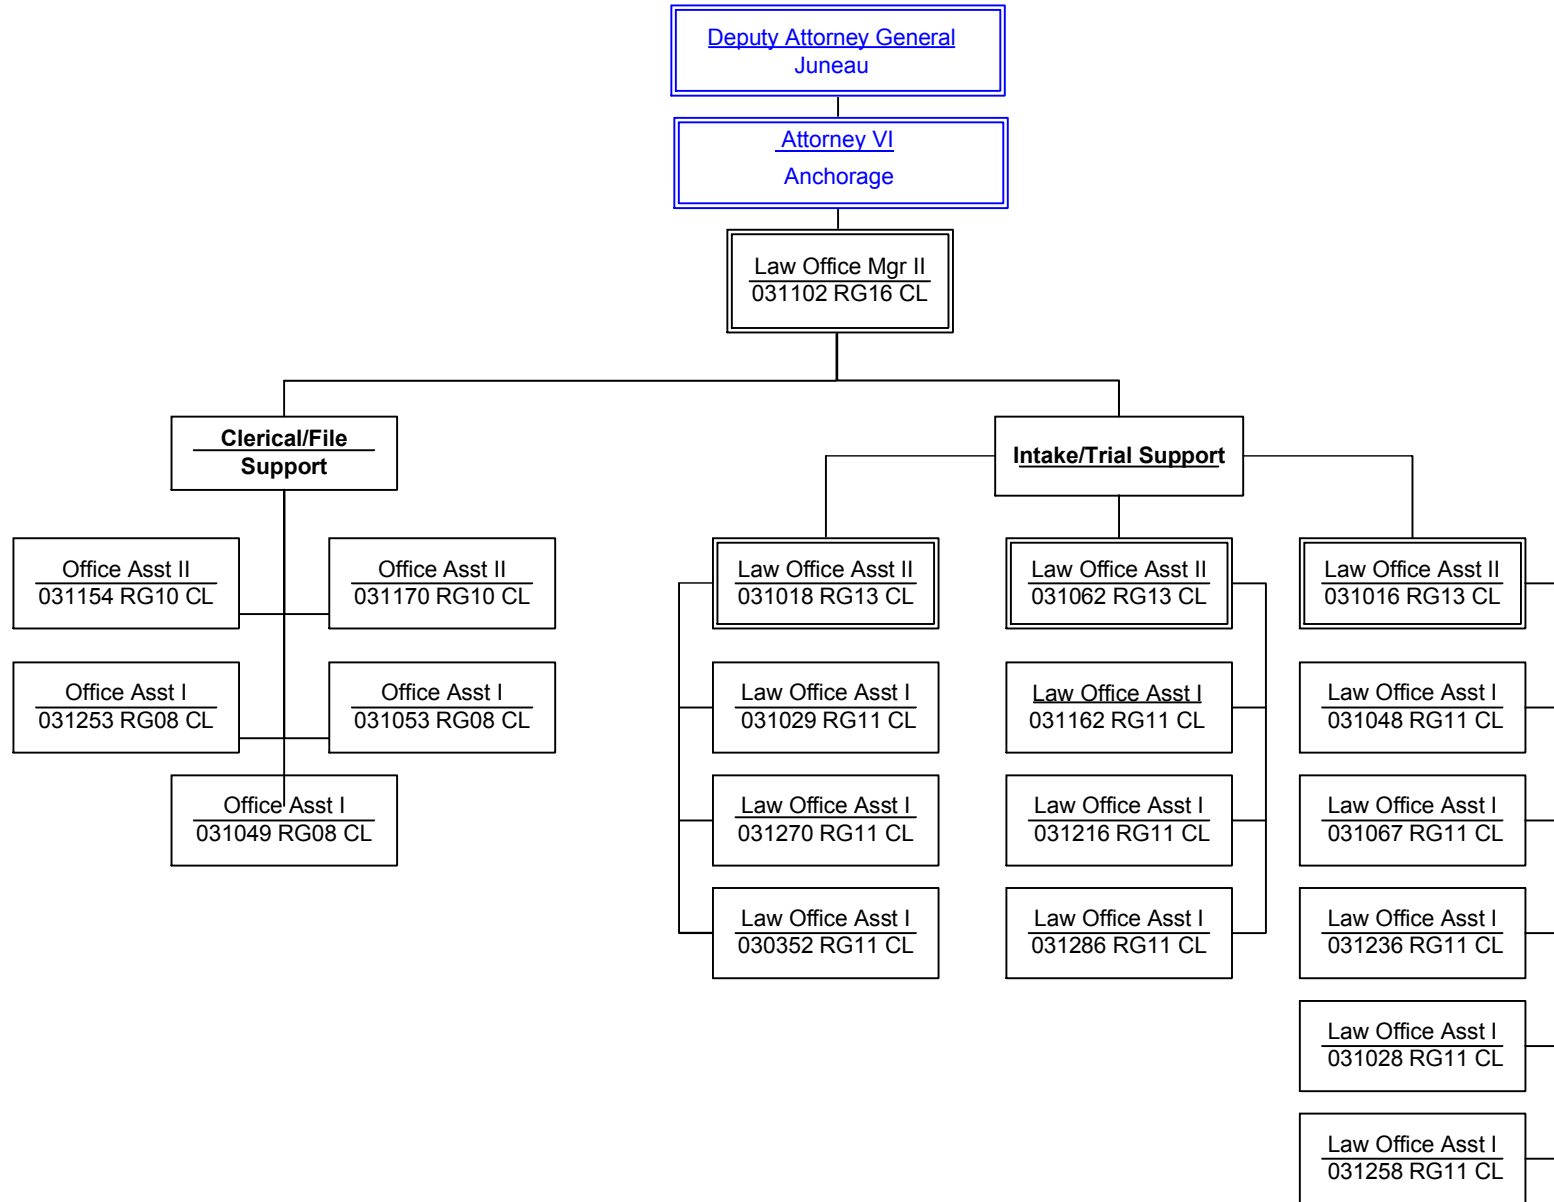 Deputy Attorney General
Juneau
Attorney VI
Anchorage
Law Office Mgr II
031102 RG16 CL
Clerical/File
Support
Intake/Trial Support
Office Asst II
031154 RG10 CL
Office Asst II
031170 RG10 CL
Office Asst I
031253 RG08 CL
Office Asst I
031053 RG08 CL
Office Asst I
031049 RG08 CL
Law Office Asst II
031018 RG13 CL
Law Office Asst I
031029 RG11 CL
Law Office Asst I
031270 RG11 CL
Law Office Asst I
030352 RG11 CL
Law Office Asst II
031062 RG13 CL
Law Office Asst I
031162 RG11 CL
Law Office Asst I
031216 RG11 CL
Law Office Asst I
031286 RG11 CL
Law Office Asst II
031016 RG13 CL
Law Office Asst I
031048 RG11 CL
Law Office Asst I
031067 RG11 CL
Law Office Asst I
031236 RG11 CL
Law Office Asst I
031028 RG11 CL
Law Office Asst I
031258 RG11 CL